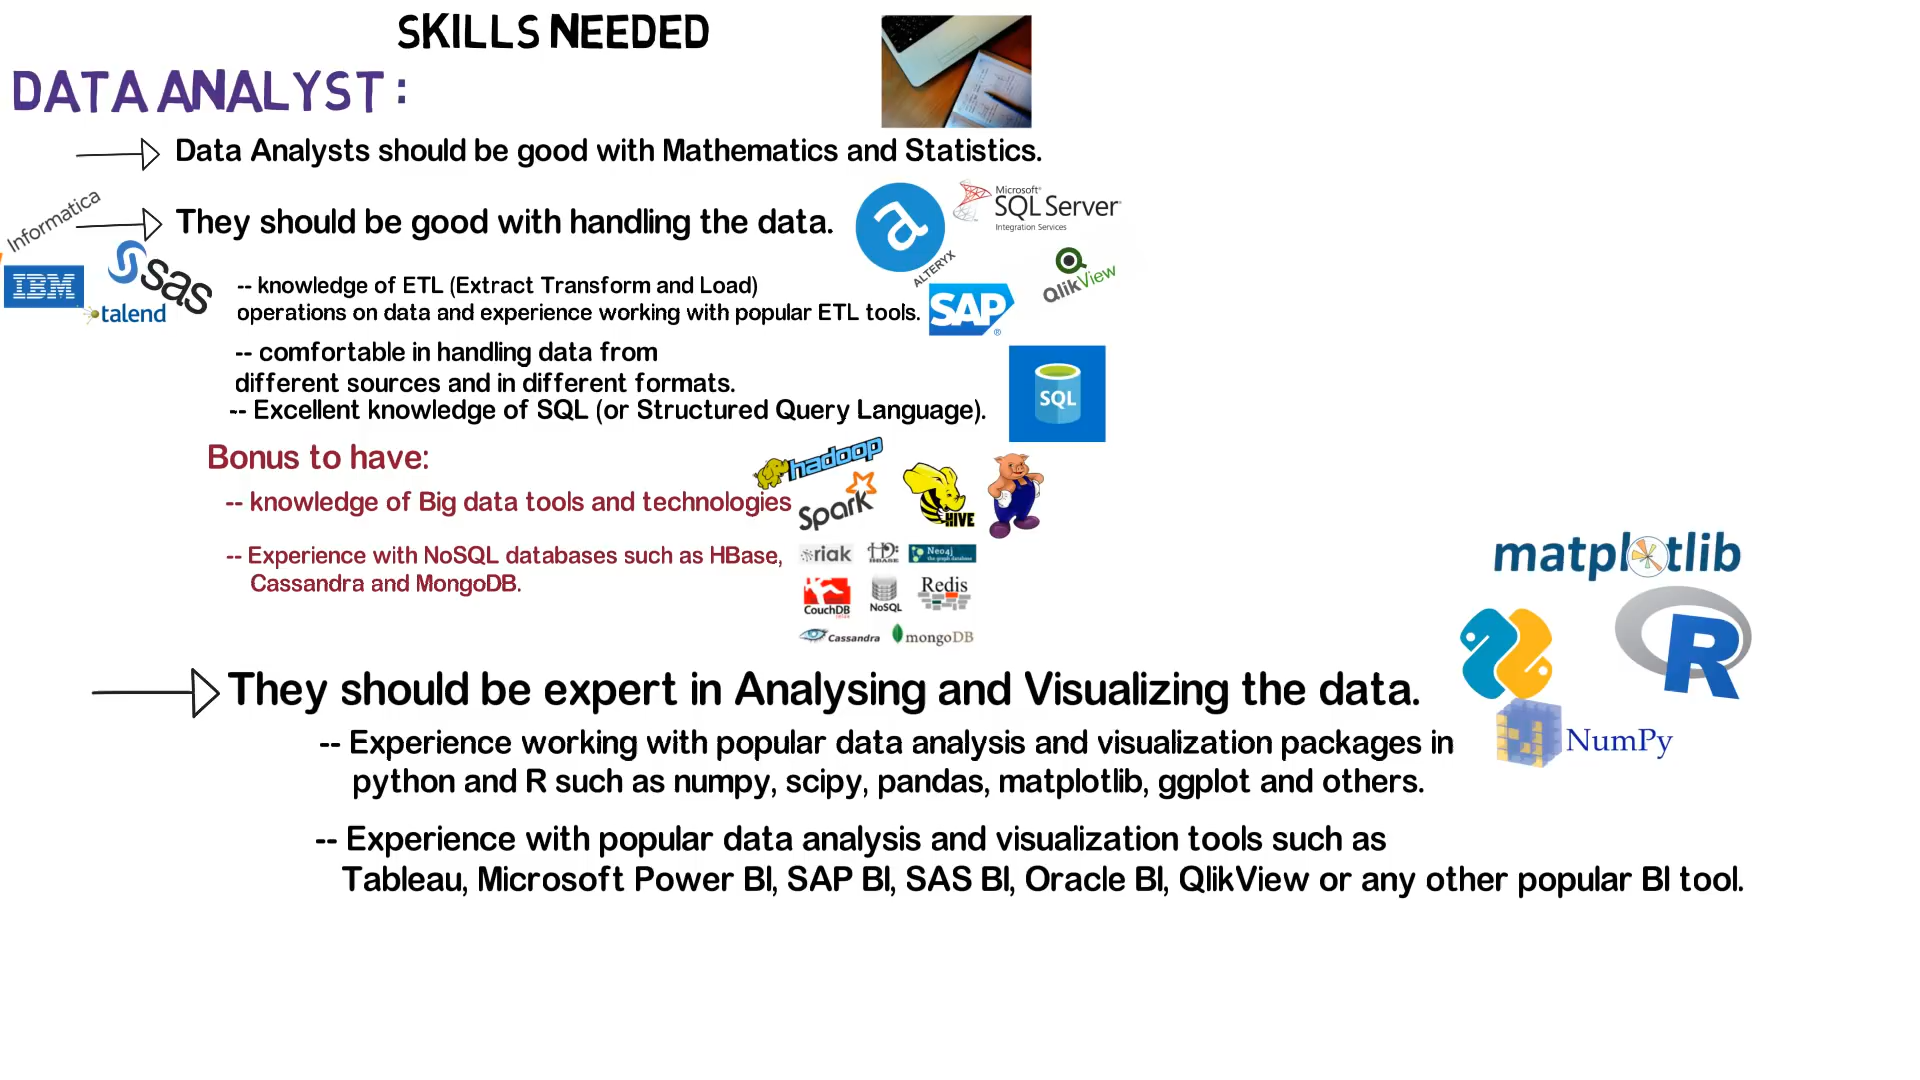 SKILLS NEEDED
DATA ANALYST :
Data Analysts should be good with Mathematics and Statistics.
Informatica
They should be good with handling the data.
ALTERYX
Microsoft®
SQL Server®
Integration Services
QlikView
IBM
sas
talend
-- knowledge of ETL (Extract Transform and Load)
operations on data and experience working with popular ETL tools.
SAP®
-- comfortable in handling data from
different sources and in different formats.
-- Excellent knowledge of SQL (or Structured Query Language).
SQL
Bonus to have:
hadoop
-- knowledge of Big data tools and technologies
Spark
HIVE
-- Experience with NoSQL databases such as HBase,
Cassandra and MongoDB.
riak
HBASE
Neo4j
the graph database
CouchDB
NoSQL
Redis
Cassandra
mongoDB
matplotlib
R
They should be expert in Analysing and Visualizing the data.
NumPy
-- Experience working with popular data analysis and visualization packages in
python and R such as numpy, scipy, pandas, matplotlib, ggplot and others.
-- Experience with popular data analysis and visualization tools such as
Tableau, Microsoft Power BI, SAP BI, SAS BI, Oracle BI, QlikView or any other popular BI tool.